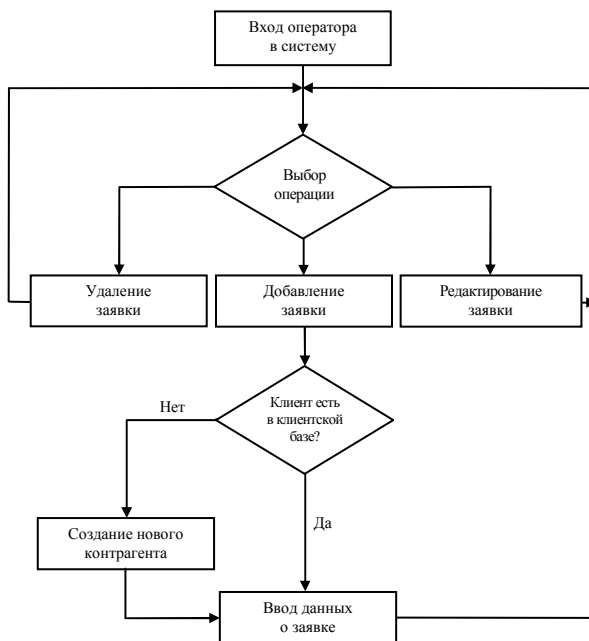 Вход оператора
в систему
Выбор
операции
Удаление
заявки
Добавление
заявки
Редактирование
заявки
Клиент есть
в клиентской
базе?
Нет
Да
Создание нового
контрагента
Ввод данных
о заявке